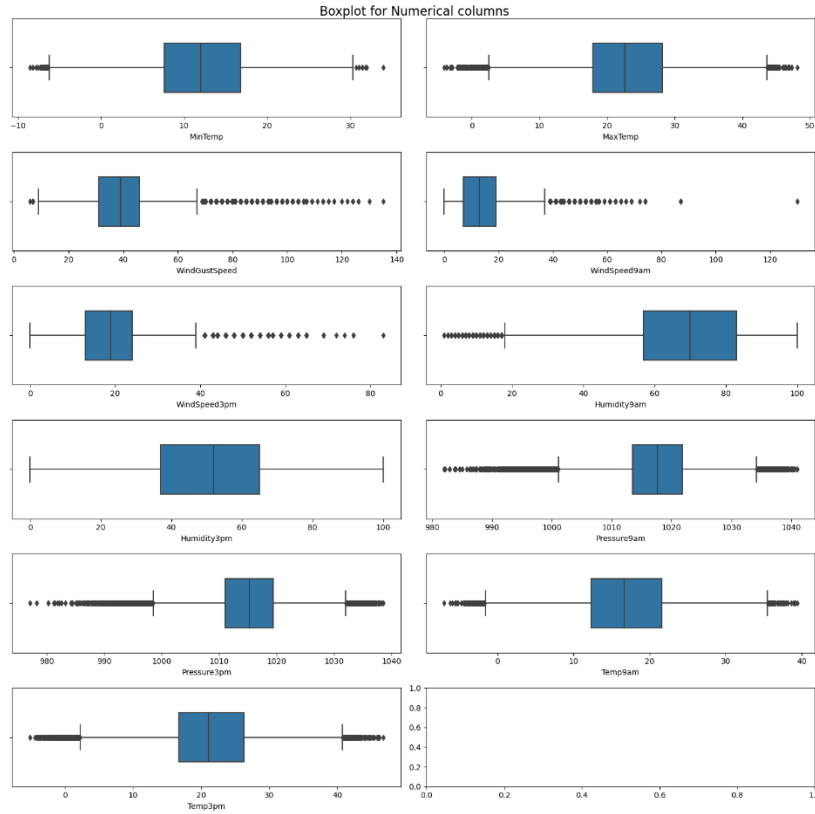 Boxplot for Numerical columns
−10 0 10 20 30
MinTemp
0 10 20 30 40 50
MaxTemp
0 20 40 60 80 100 120 140
WindGustSpeed
0 20 40 60 80 100 120
WindSpeed9am
0 20 40 60 80
WindSpeed3pm
0 20 40 60 80 100
Humidity9am
0 20 40 60 80 100
Humidity3pm
980 990 1000 1010 1020 1030 1040
Pressure9am
980 990 1000 1010 1020 1030 1040
Pressure3pm
0 10 20 30 40
Temp9am
0 10 20 30 40
Temp3pm
1.0
0.8
0.6
0.4
0.2
0.0
0.0 0.2 0.4 0.6 0.8 1.0